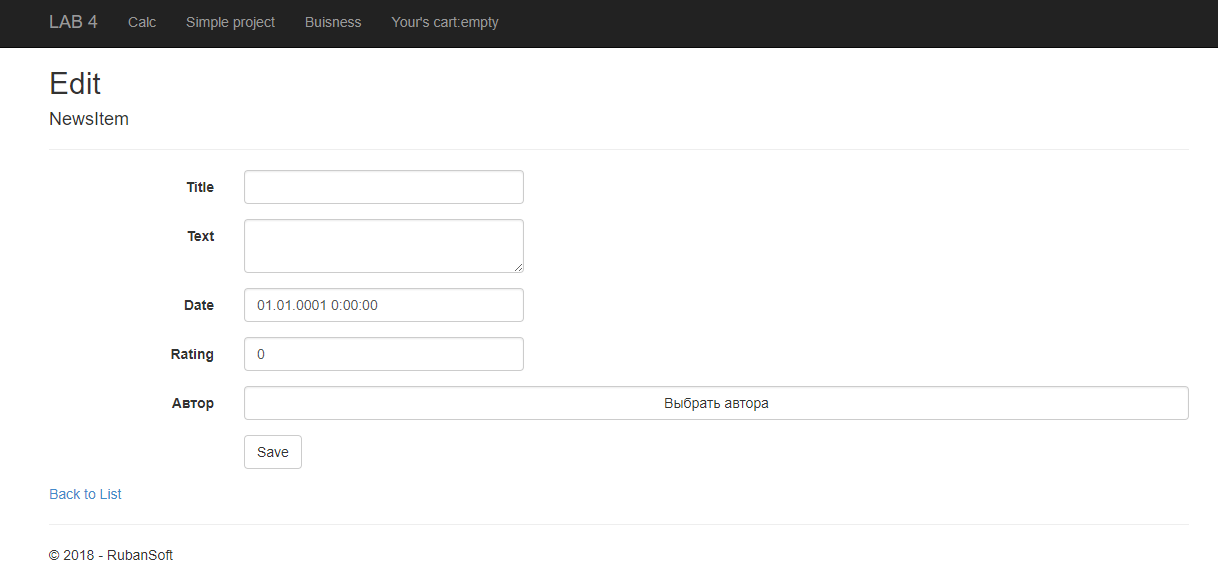 LAB 4 Calc Simple project Buisness Your's cart:empty
Edit
NewsItem
Title
Text
Date 01.01.0001 0:00:00
Rating 0
Автор Выбрать автора
Save
Back to List
© 2018 - RubanSoft